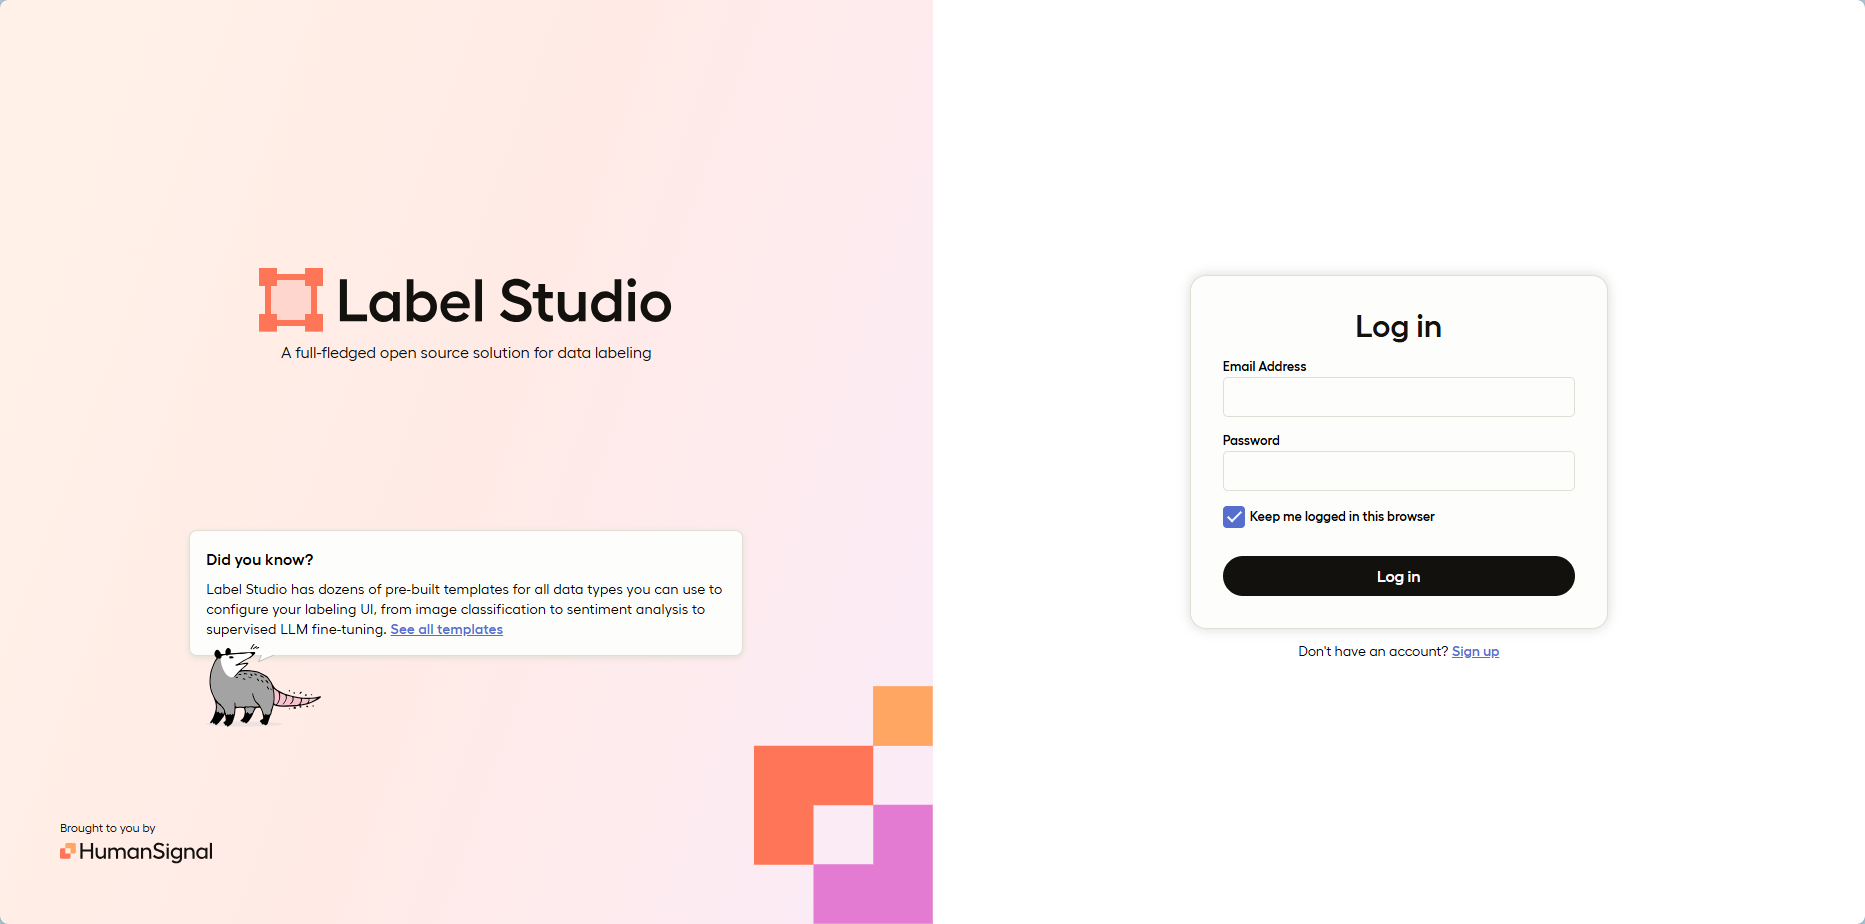 Label Studio
A full-fledged open source solution for data labeling
Did you know?
Label Studio has dozens of pre-built templates for all data types you can use to
configure your labeling UI, from image classification to sentiment analysis to
supervised LLM fine-tuning. See all templates
Brought to you by
HumanSignal
Log in
Email Address
Password
Keep me logged in this browser
Log in
Don't have an account? Sign up